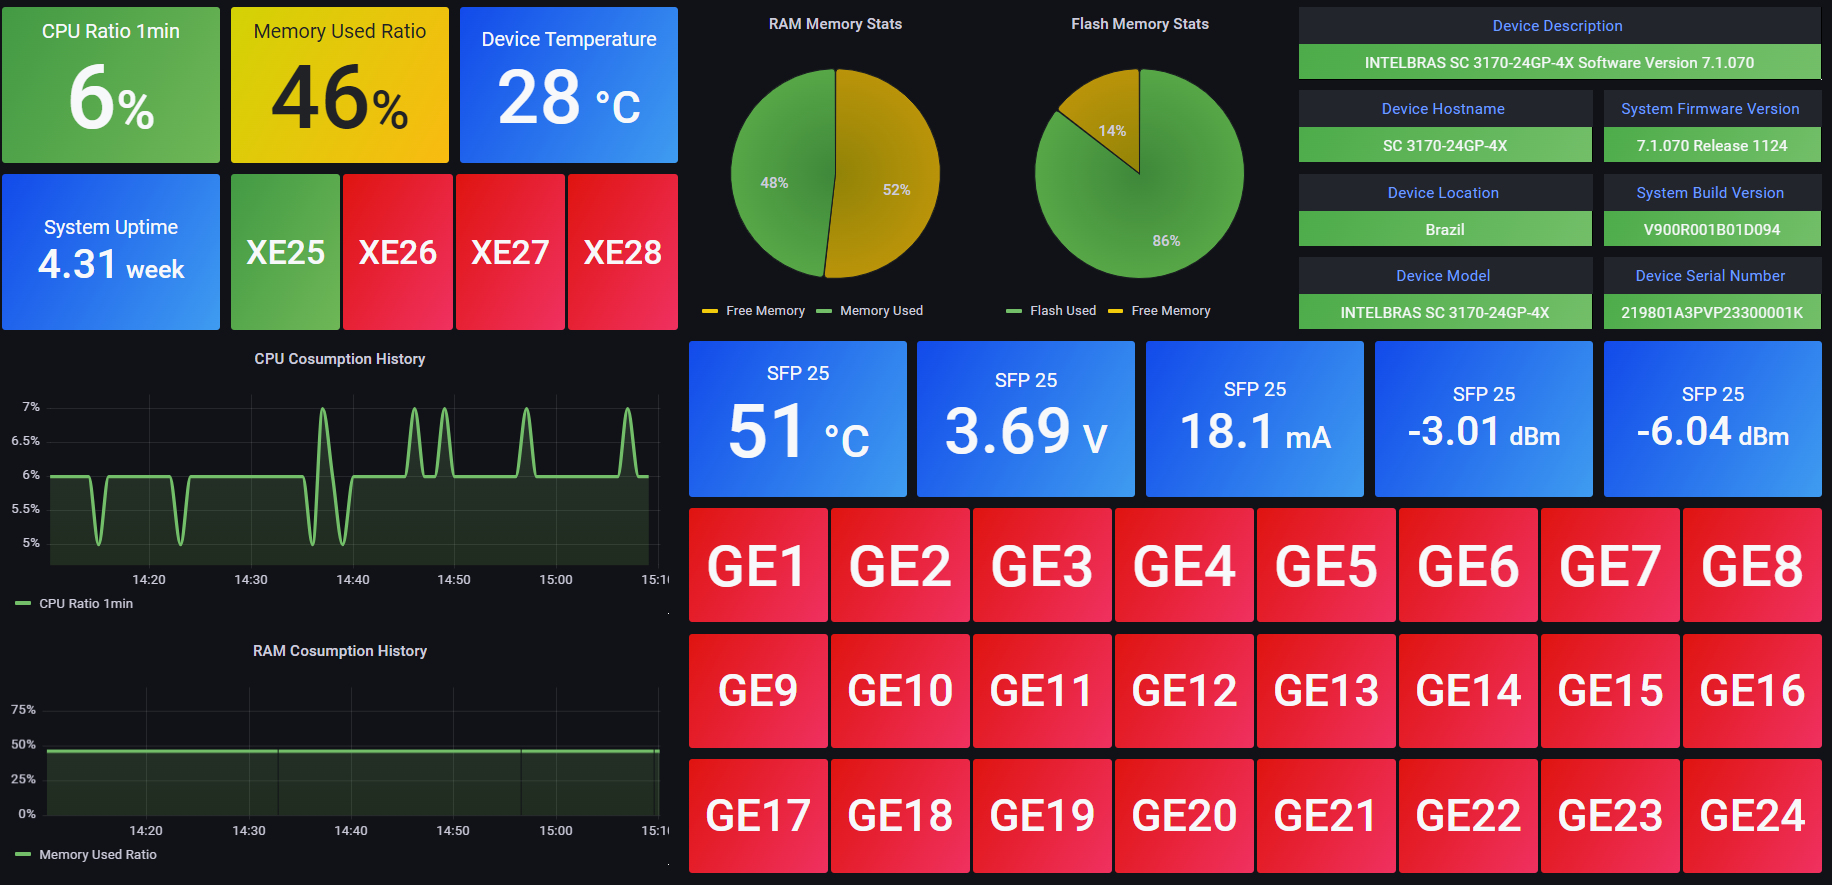 CPU Ratio 1min
6%
Memory Used Ratio
46%
Device Temperature
28 °C
System Uptime
4.31 week
XE25
XE26
XE27
XE28
RAM Memory Stats
48%
52%
Free Memory
Memory Used
Flash Memory Stats
14%
86%
Flash Used
Free Memory
Device Description
INTELBRAS SC 3170-24GP-4X Software Version 7.1.070
Device Hostname
SC 3170-24GP-4X
System Firmware Version
7.1.070 Release 1124
Device Location
Brazil
System Build Version
V900R001B01D094
Device Model
INTELBRAS SC 3170-24GP-4X
Device Serial Number
219801A3PVP23300001K
CPU Cosumption History
7%
6.5%
6%
5.5%
5%
14:20
14:30
14:40
14:50
15:00
15:10
CPU Ratio 1min
RAM Cosumption History
75%
50%
25%
0%
14:20
14:30
14:40
14:50
15:00
15:10
Memory Used Ratio
SFP 25
51 °C
SFP 25
3.69 V
SFP 25
18.1 mA
SFP 25
-3.01 dBm
SFP 25
-6.04 dBm
GE1
GE2
GE3
GE4
GE5
GE6
GE7
GE8
GE9
GE10
GE11
GE12
GE13
GE14
GE15
GE16
GE17
GE18
GE19
GE20
GE21
GE22
GE23
GE24